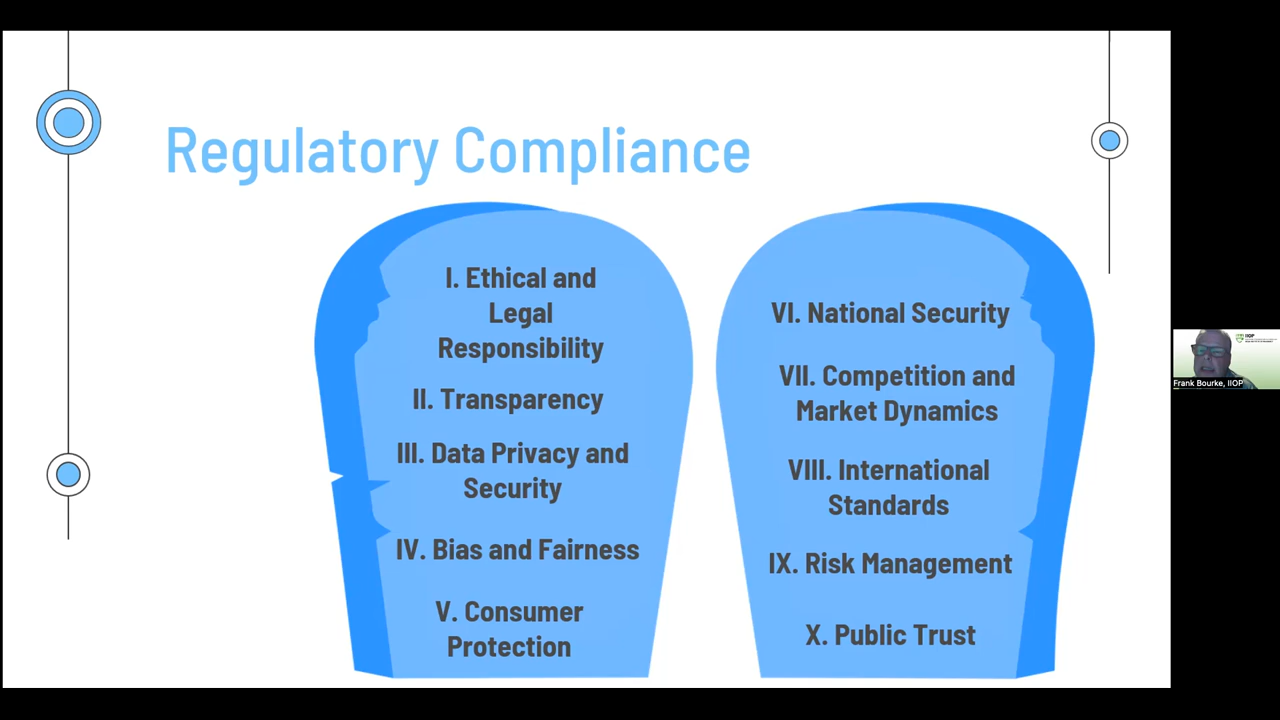 Regulatory Compliance
I. Ethical and
Legal
Responsibility
II. Transparency
III. Data Privacy and
Security
IV. Bias and Fairness
V. Consumer
Protection
VI. National Security
VII. Competition and
Market Dynamics
VIII. International
Standards
IX. Risk Management
X. Public Trust
IIOP
Frank Bourke, IIOP